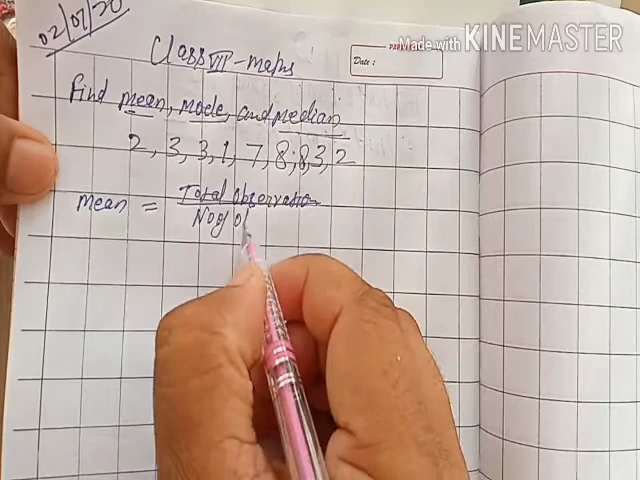 02/07/20
Made with KINEMASTER
Class VII - maths
Date :
Find mean, mode, and median
2, 3, 3, 1, 7, 8, 8, 3, 2
mean = Total observation
No of ob